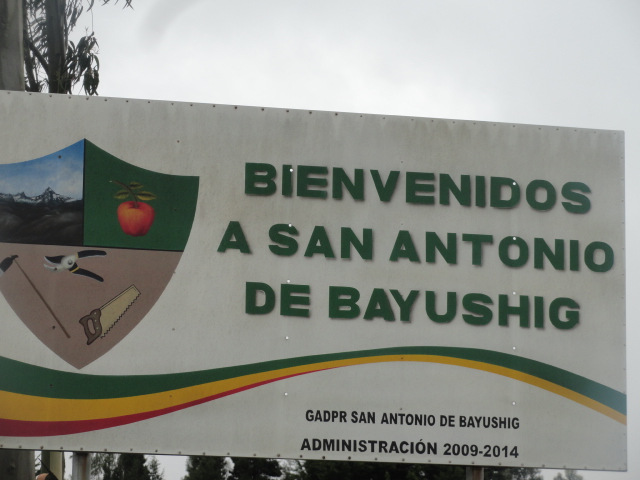 BIENVENIDOS
A SAN ANTONIO
DE BAYUSHIG
GADPR SAN ANTONIO DE BAYUSHIG
ADMINISTRACIÓN 2009-2014